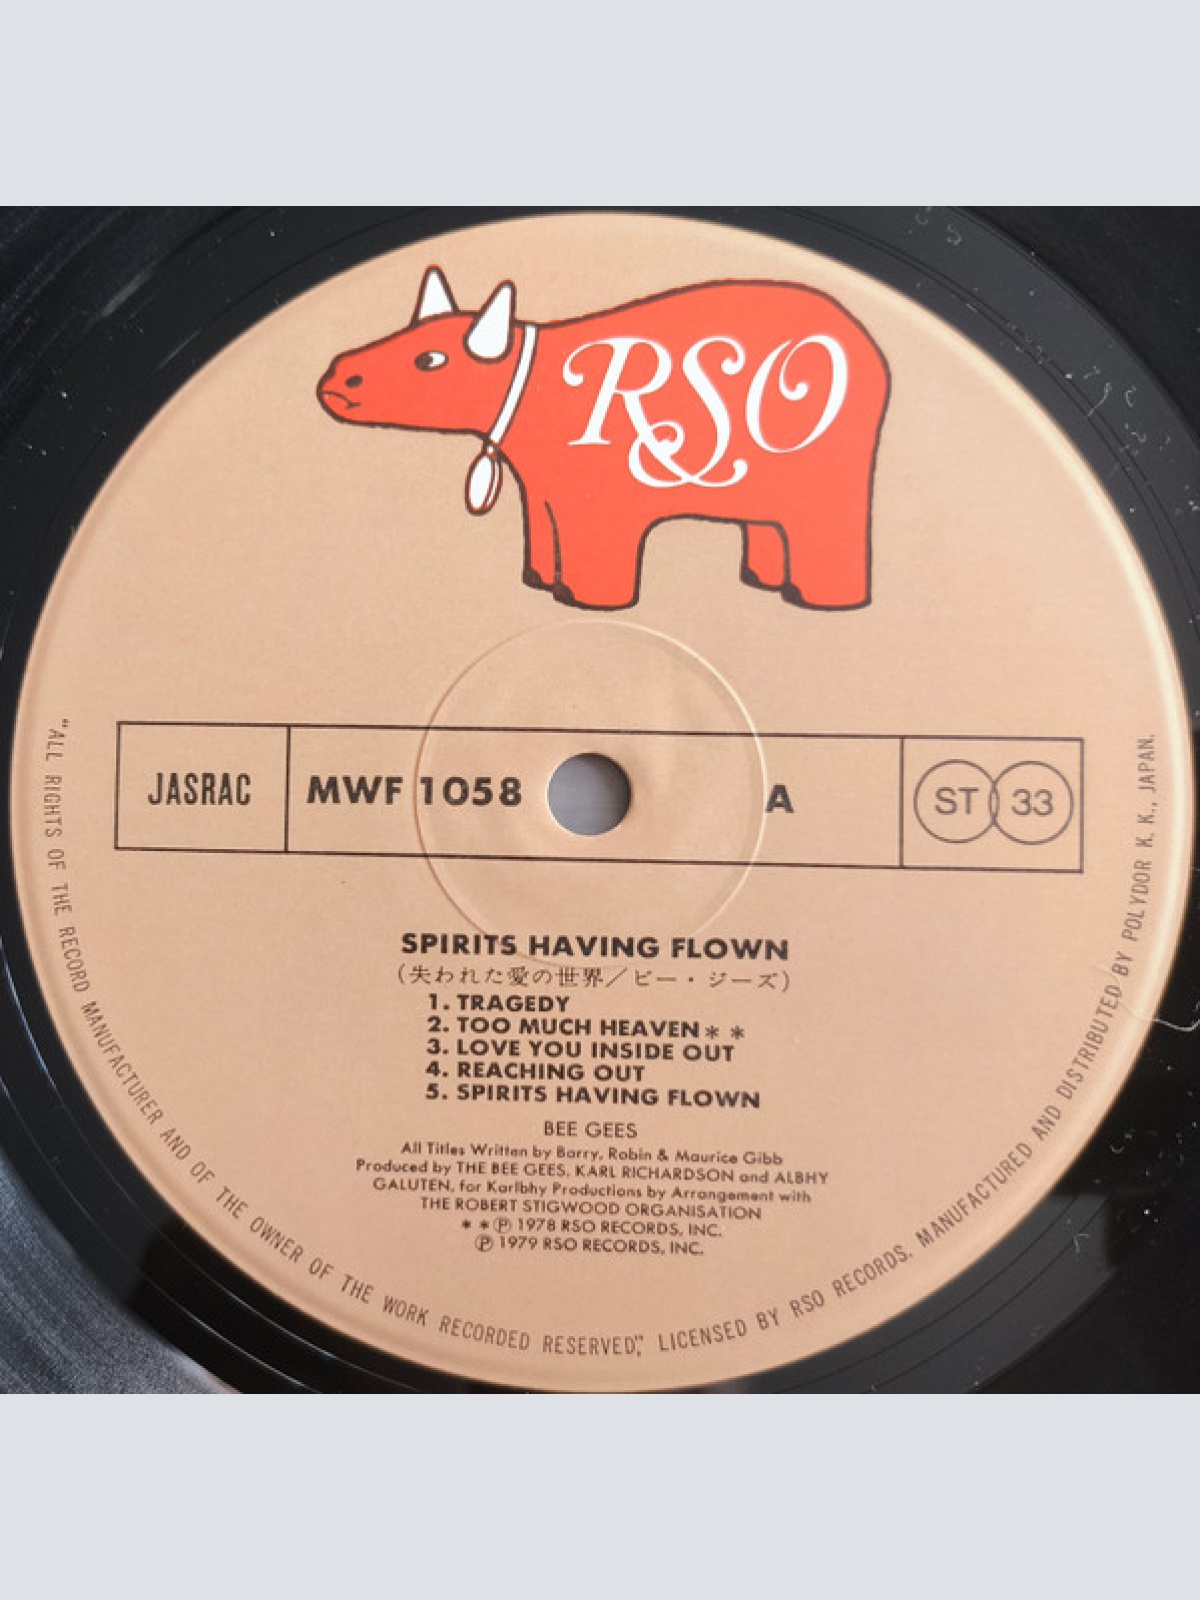 RSO
JASRAC
MWF 1058
A
ST 33
SPIRITS HAVING FLOWN
(失われた愛の世界/ビー・ジーズ)
1. TRAGEDY
2. TOO MUCH HEAVEN＊＊
3. LOVE YOU INSIDE OUT
4. REACHING OUT
5. SPIRITS HAVING FLOWN
BEE GEES
All Titles Written by Barry, Robin & Maurice Gibb
Produced by THE BEE GEES, KARL RICHARDSON and ALBHY
GALUTEN, for Karlbhy Productions by Arrangement with
THE ROBERT STIGWOOD ORGANISATION
＊＊Ⓟ 1978 RSO RECORDS, INC.
Ⓟ 1979 RSO RECORDS, INC.
"ALL RIGHTS OF THE RECORD MANUFACTURER AND OF THE OWNER OF THE WORK RECORDED RESERVED", LICENSED BY RSO RECORDS, MANUFACTURED AND DISTRIBUTED BY POLYDOR K. K., JAPAN.